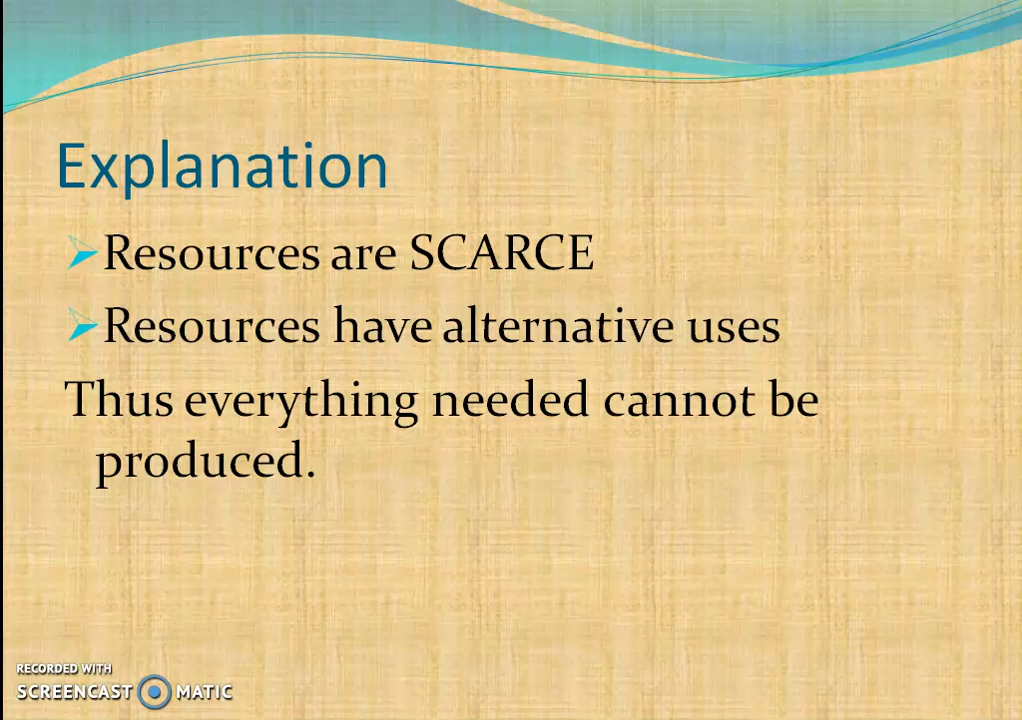 Explanation
Resources are SCARCE
Resources have alternative uses
Thus everything needed cannot be
produced.
RECORDED WITH
SCREENCAST MATIC